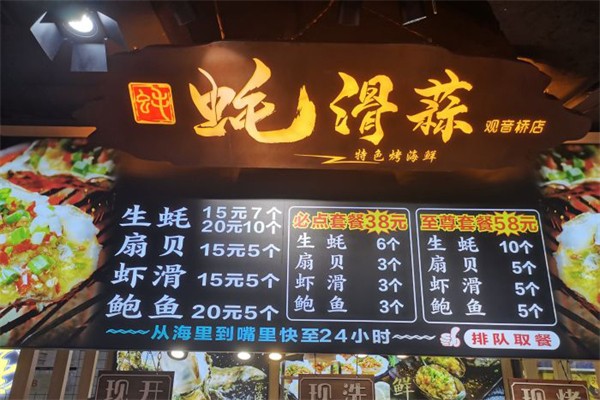 蚝滑蒜
观音桥店
特色烤海鲜
生蚝 15元7个
20元10个
扇贝 15元5个
虾滑 15元5个
鲍鱼 20元5个
必点套餐38元
生蚝 6个
扇贝 3个
虾滑 3个
鲍鱼 3个
至尊套餐58元
生蚝 10个
扇贝 5个
虾滑 5个
鲍鱼 5个
从海里到嘴里快至24小时
排队取餐
现开
现洗
鲜
现烤